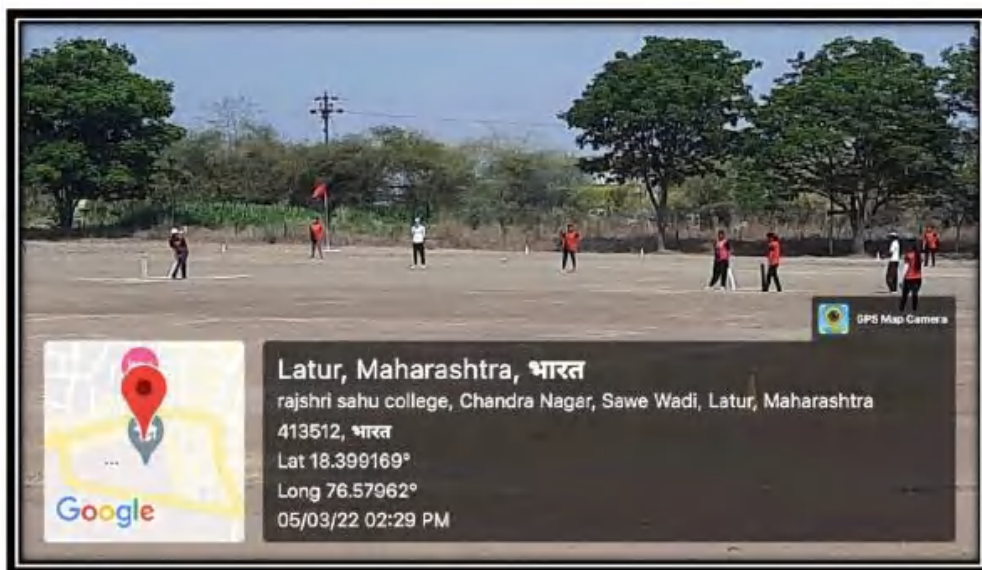 GPS Map Camera
Latur, Maharashtra, भारत
rajshri sahu college, Chandra Nagar, Sawe Wadi, Latur, Maharashtra
413512, भारत
Lat 18.399169°
Long 76.57962°
05/03/22 02:29 PM
Google